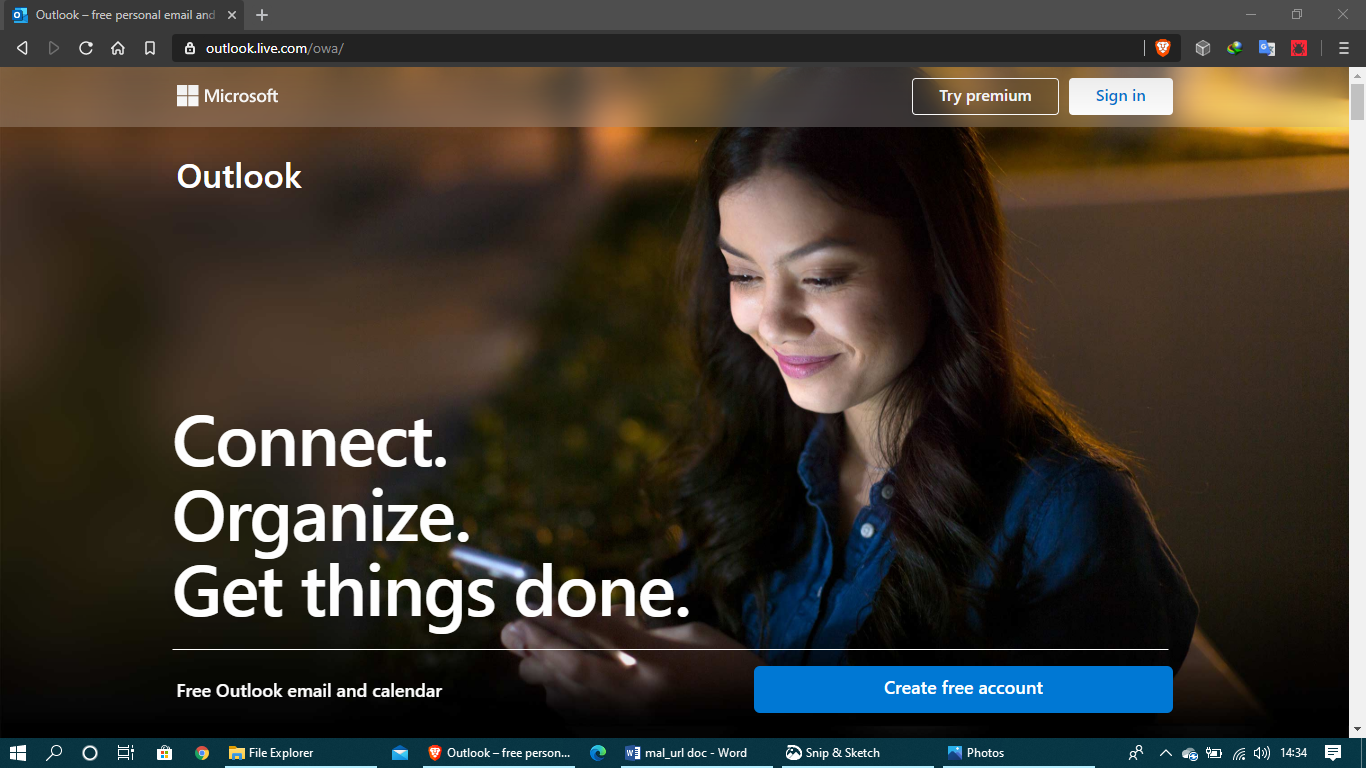 Outlook – free personal email and
outlook.live.com/owa/
Microsoft
Try premium
Sign in
Outlook
Connect.
Organize.
Get things done.
Free Outlook email and calendar
Create free account
File Explorer
Outlook – free person...
mal_url doc - Word
Snip & Sketch
Photos
14:34